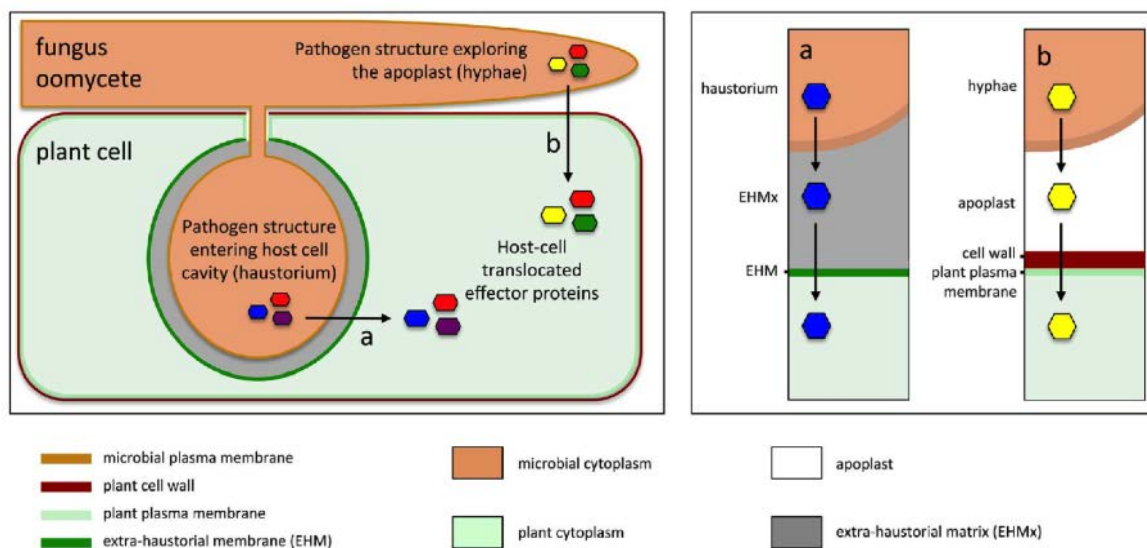 fungus
oomycete
Pathogen structure exploring
the apoplast (hyphae)
plant cell
b
Pathogen structure
entering host cell
cavity (haustorium)
Host-cell
translocated
effector proteins
a
a
haustorium
EHMx
EHM
b
hyphae
apoplast
cell wall
plant plasma
membrane
microbial plasma membrane
plant cell wall
plant plasma membrane
extra-haustorial membrane (EHM)
microbial cytoplasm
plant cytoplasm
apoplast
extra-haustorial matrix (EHMx)